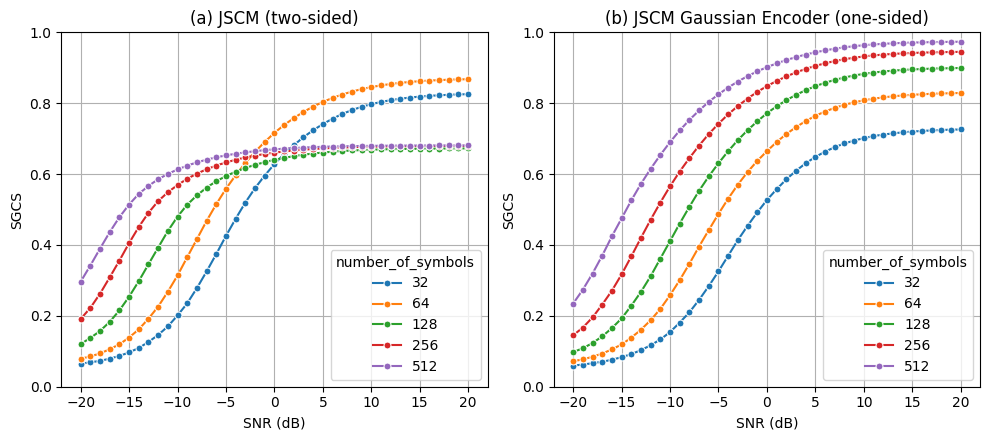 (a) JSCM (two-sided)
SGCS
1.0
0.8
0.6
0.4
0.2
0.0
number_of_symbols
32
64
128
256
512
−20 −15 −10 −5 0 5 10 15 20
SNR (dB)
(b) JSCM Gaussian Encoder (one-sided)
SGCS
1.0
0.8
0.6
0.4
0.2
0.0
number_of_symbols
32
64
128
256
512
−20 −15 −10 −5 0 5 10 15 20
SNR (dB)